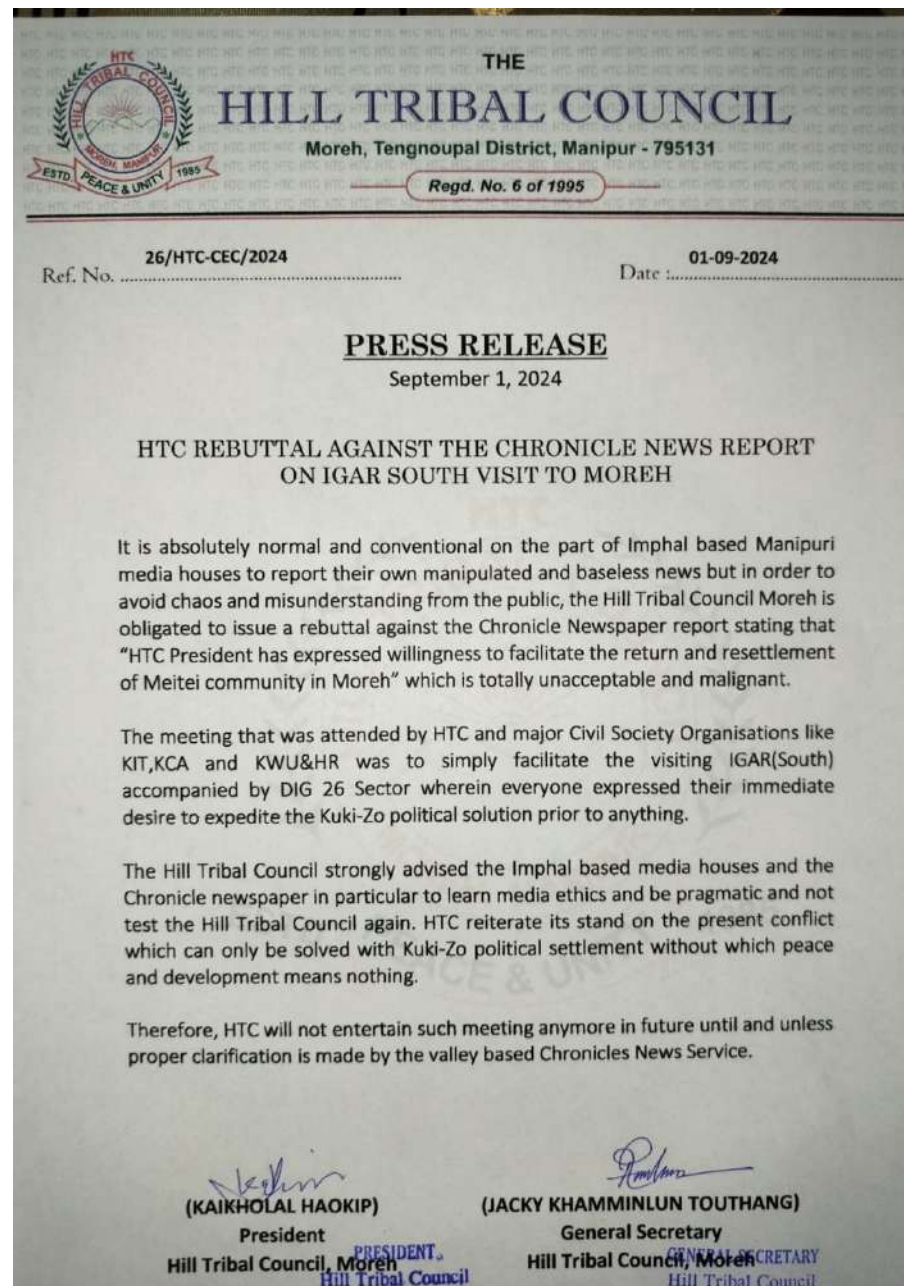 HTC
HILL TRIBAL COUNCIL
MOREH, MANIPUR
ESTD. PEACE & UNITY 1985
THE
HILL TRIBAL COUNCIL
Moreh, Tengnoupal District, Manipur - 795131
Regd. No. 6 of 1995
26/HTC-CEC/2024
Ref. No. ................
01-09-2024
Date :................
PRESS RELEASE
September 1, 2024
HTC REBUTTAL AGAINST THE CHRONICLE NEWS REPORT
ON IGAR SOUTH VISIT TO MOREH
It is absolutely normal and conventional on the part of Imphal based Manipuri
media houses to report their own manipulated and baseless news but in order to
avoid chaos and misunderstanding from the public, the Hill Tribal Council Moreh is
obligated to issue a rebuttal against the Chronicle Newspaper report stating that
“HTC President has expressed willingness to facilitate the return and resettlement
of Meitei community in Moreh” which is totally unacceptable and malignant.
The meeting that was attended by HTC and major Civil Society Organisations like
KIT,KCA and KWU&HR was to simply facilitate the visiting IGAR(South)
accompanied by DIG 26 Sector wherein everyone expressed their immediate
desire to expedite the Kuki-Zo political solution prior to anything.
The Hill Tribal Council strongly advised the Imphal based media houses and the
Chronicle newspaper in particular to learn media ethics and be pragmatic and not
test the Hill Tribal Council again. HTC reiterate its stand on the present conflict
which can only be solved with Kuki-Zo political settlement without which peace
and development means nothing.
Therefore, HTC will not entertain such meeting anymore in future until and unless
proper clarification is made by the valley based Chronicles News Service.
(KAIKHOLAL HAOKIP)
President
Hill Tribal Council, Moreh
PRESIDENT
Hill Tribal Council
(JACKY KHAMMINLUN TOUTHANG)
General Secretary
Hill Tribal Council, Moreh
GENERAL SECRETARY
Hill Tribal Council